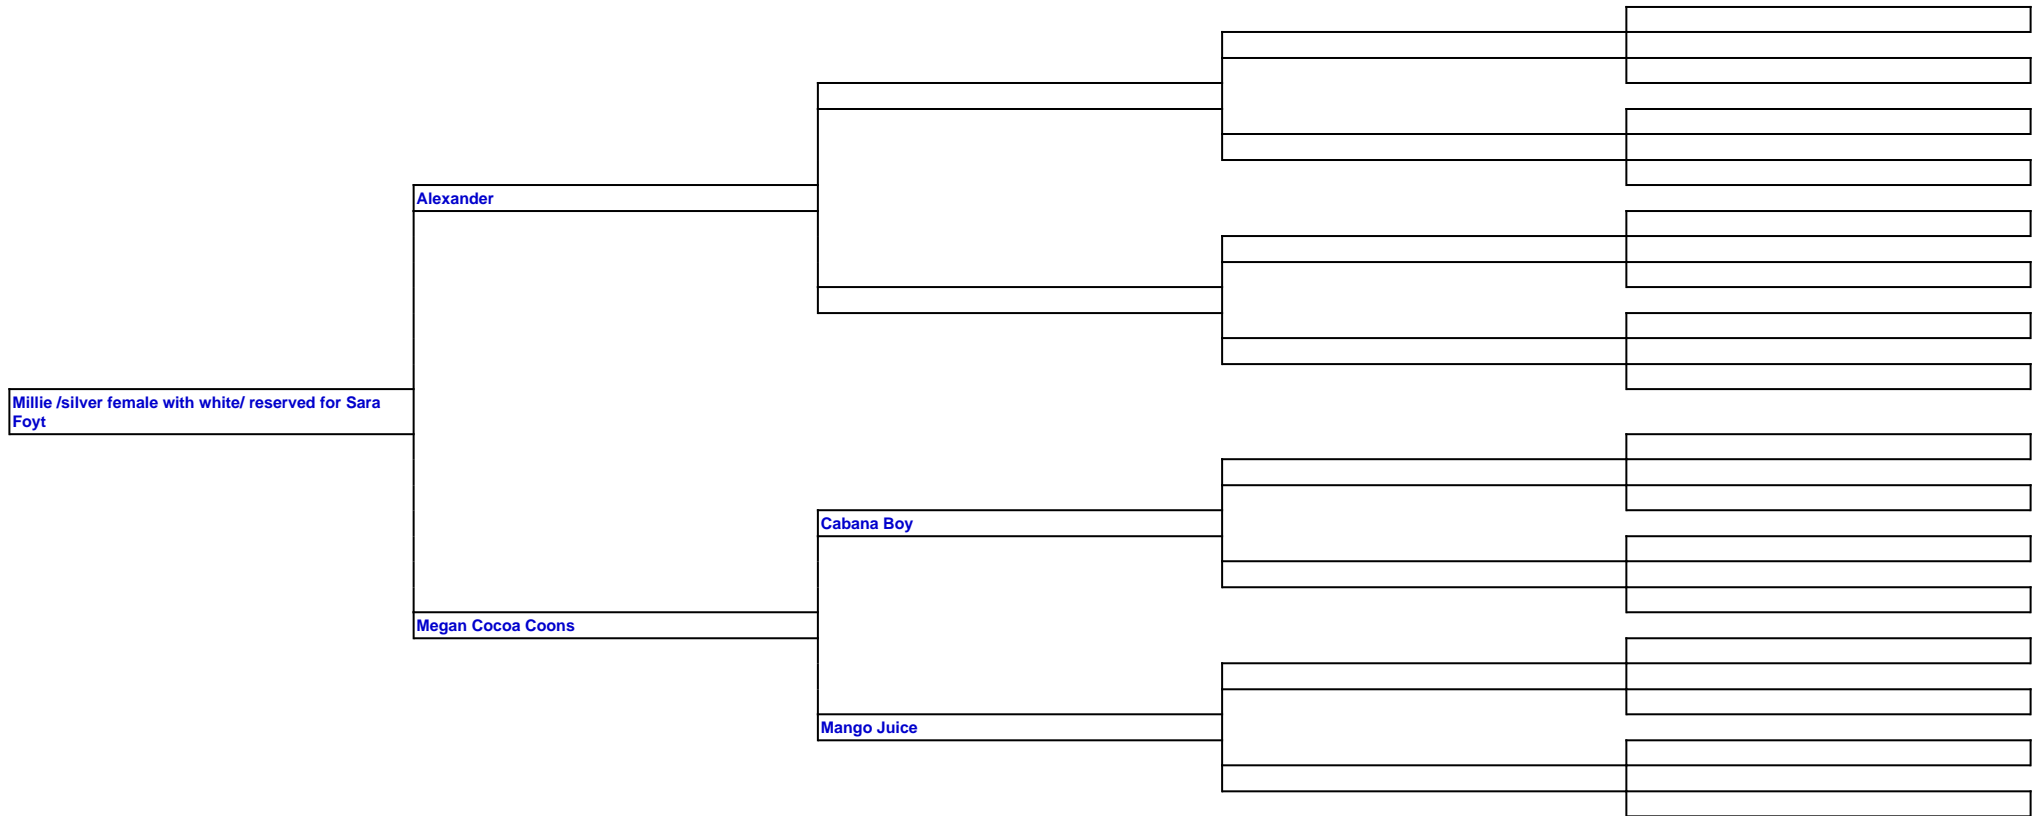 Alexander
Millie /silver female with white/ reserved for Sara
Foyt
Cabana Boy
Megan Cocoa Coons
Mango Juice